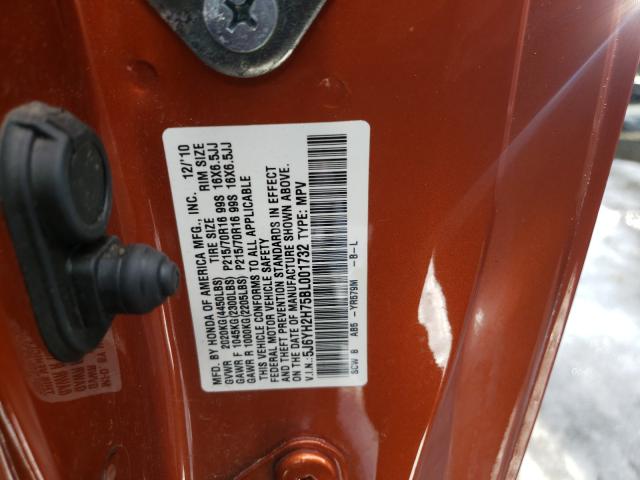 MFD. BY HONDA OF AMERICA MFG., INC. 12/'10
TIRE SIZE RIM SIZE
GVWR 2020KG(4450LBS)
GAWR F 1045KG(2300LBS) P215/70R16 99S 16X6.5JJ
GAWR R 1000KG(2205LBS) P215/70R16 99S 16X6.5JJ
THIS VEHICLE CONFORMS TO ALL APPLICABLE
FEDERAL MOTOR VEHICLE SAFETY
AND THEFT PREVENTION STANDARDS IN EFFECT
ON THE DATE OF MANUFACTURE SHOWN ABOVE.
V.I.N.: 5J6YH2H75BL001732 TYPE: MPV
SCW B AB5 -YR579M -B-L